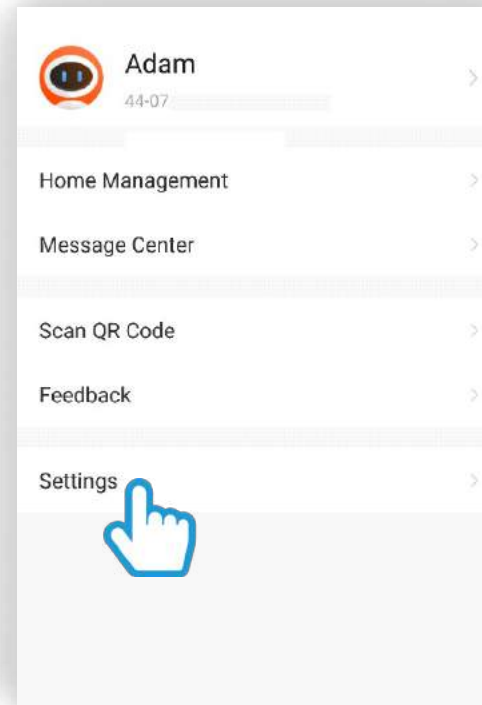 Adam
44-07
Home Management
Message Center
Scan QR Code
Feedback
Settings